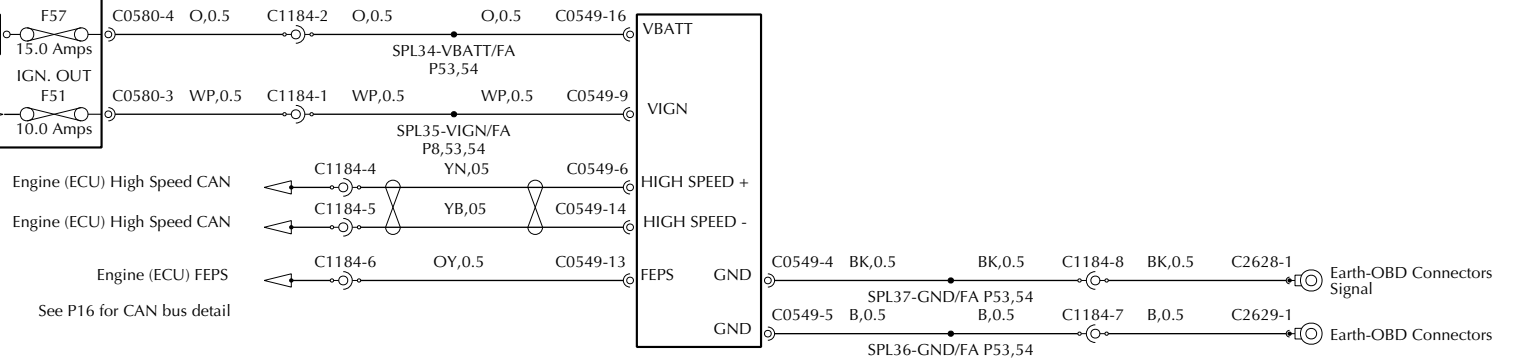 F57 C0580-4 O,0.5 C1184-2 O,0.5 O,0.5 C0549-16
VBATT
15.0 Amps
SPL34-VBATT/FA
P53,54
IGN. OUT
F51 C0580-3 WP,0.5 C1184-1 WP,0.5 WP,0.5 C0549-9
VIGN
10.0 Amps
SPL35-VIGN/FA
P8,53,54
C1184-4 YN,05 C0549-6
Engine (ECU) High Speed CAN HIGH SPEED +
C1184-5 YB,05 C0549-14
Engine (ECU) High Speed CAN HIGH SPEED -
C1184-6 OY,0.5 C0549-13
Engine (ECU) FEPS FEPS
See P16 for CAN bus detail
GND C0549-4 BK,0.5 BK,0.5 C1184-8 BK,0.5 C2628-1
Earth-OBD Connectors
Signal
SPL37-GND/FA P53,54
GND C0549-5 B,0.5 B,0.5 C1184-7 B,0.5 C2629-1
Earth-OBD Connectors
SPL36-GND/FA P53,54